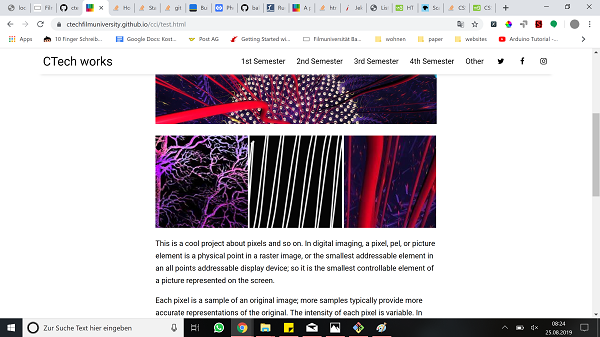 loc
Film
cte
Ho
Stu
git
Bu
Ph
ba
Ru
A p
htm
Jek
Lis
HT
So
CS
CS
ctechfilmuniversity.github.io/cci/test.html
Apps
10 Finger Schreib...
Google Docs: Kost...
Post AG
Getting Started wi...
Filmuniversität Ba...
wohnen
paper
websites
Arduino Tutorial -...
CTech works
1st Semester
2nd Semester
3rd Semester
4th Semester
Other
This is a cool project about pixels and so on. In digital imaging, a pixel, pel, or picture
element is a physical point in a raster image, or the smallest addressable element in
an all points addressable display device; so it is the smallest controllable element of
a picture represented on the screen.
Each pixel is a sample of an original image; more samples typically provide more
accurate representations of the original. The intensity of each pixel is variable. In
Zur Suche Text hier eingeben
08:24
25.08.2019